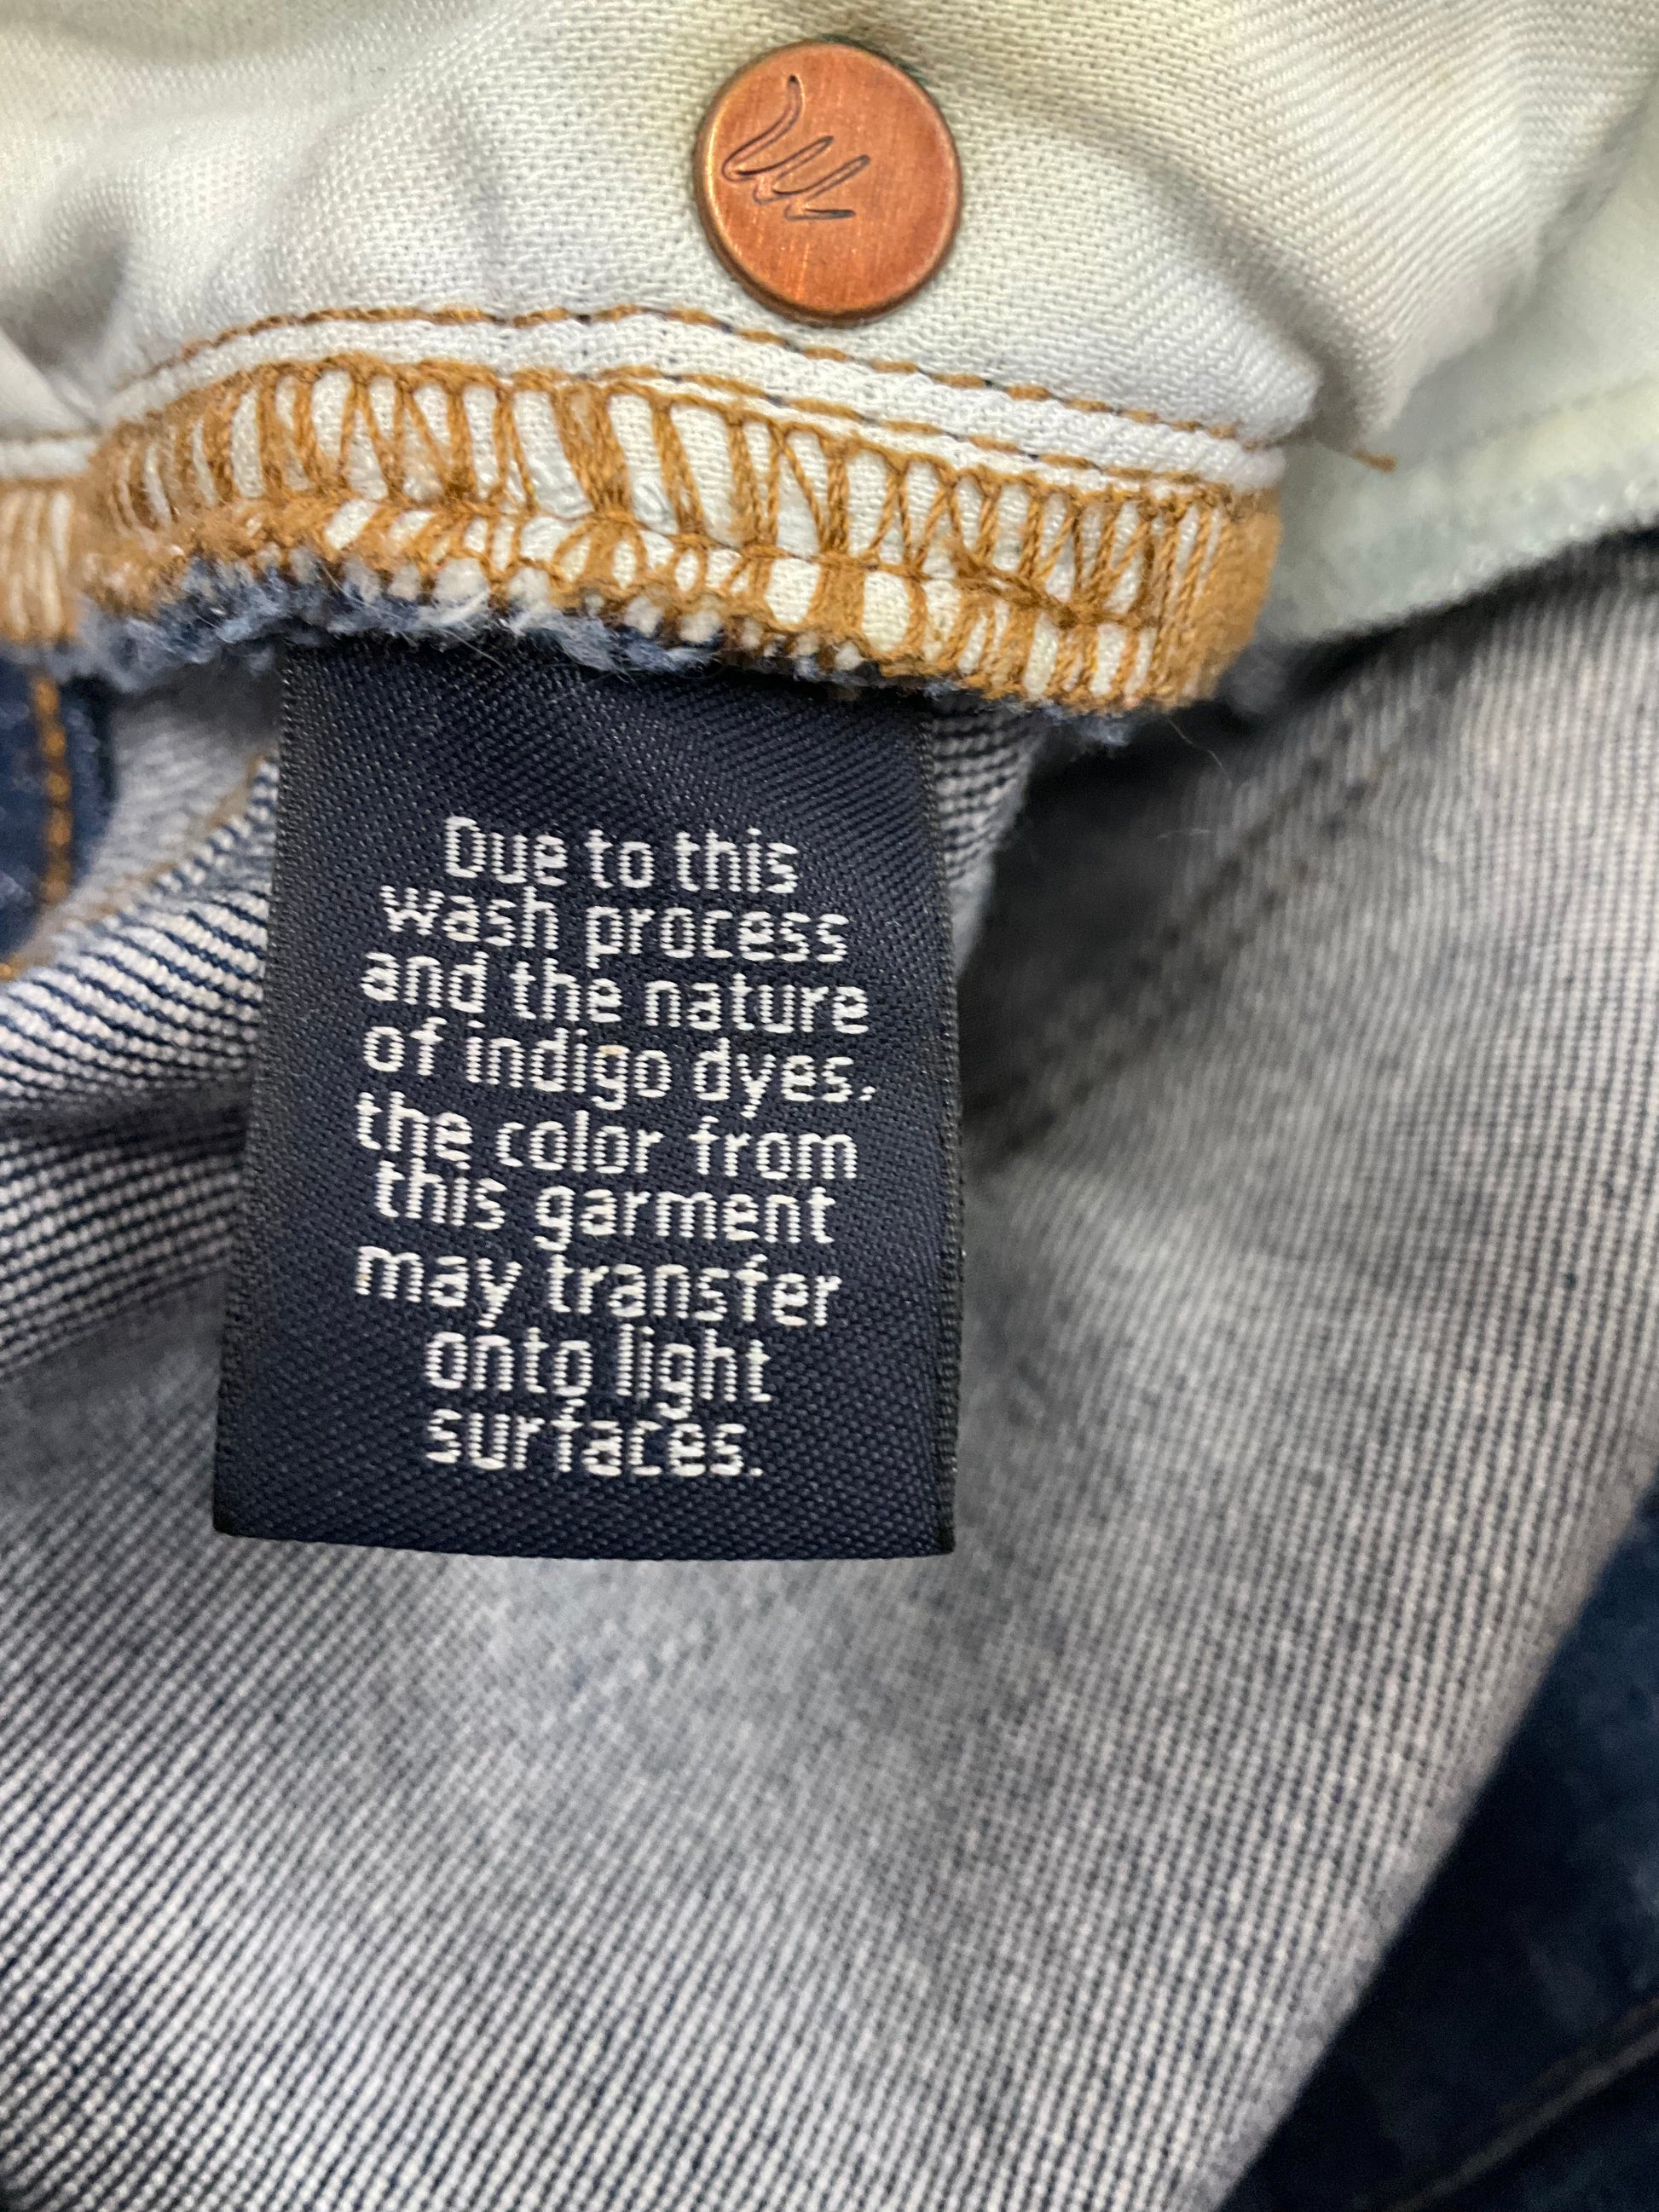 Due to this
wash process
and the nature
of indigo dyes,
the color from
this garment
may transfer
onto light
surfaces.